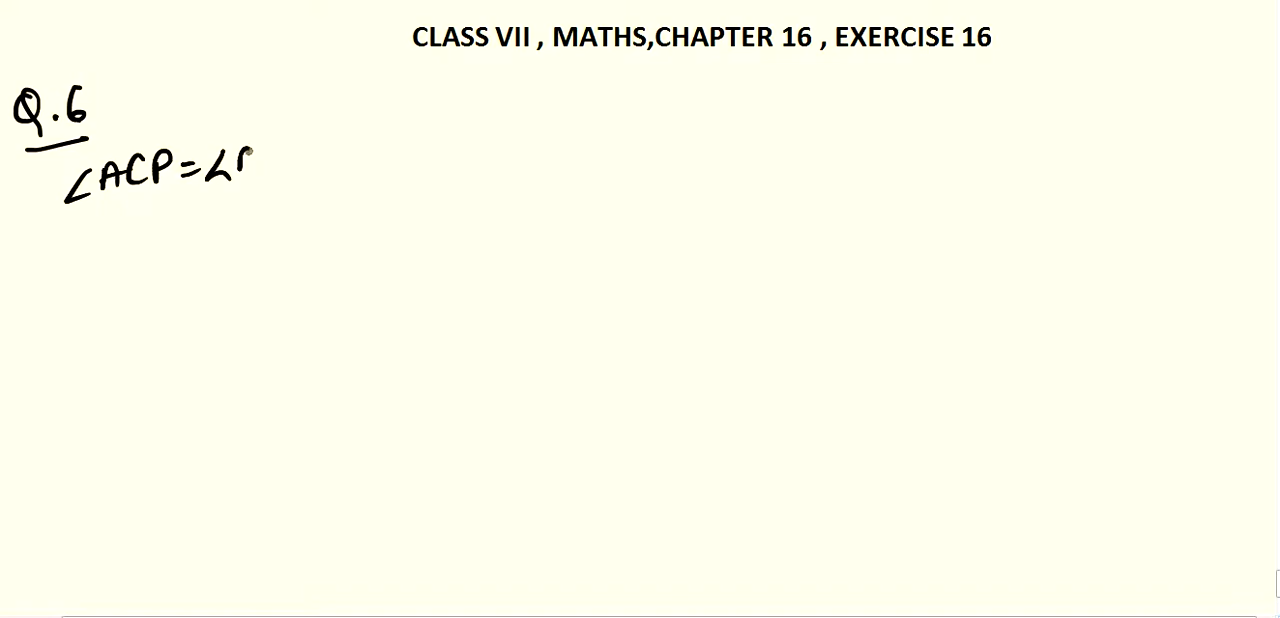 CLASS VII , MATHS,CHAPTER 16 , EXERCISE 16
Q.6
∠ACP=∠